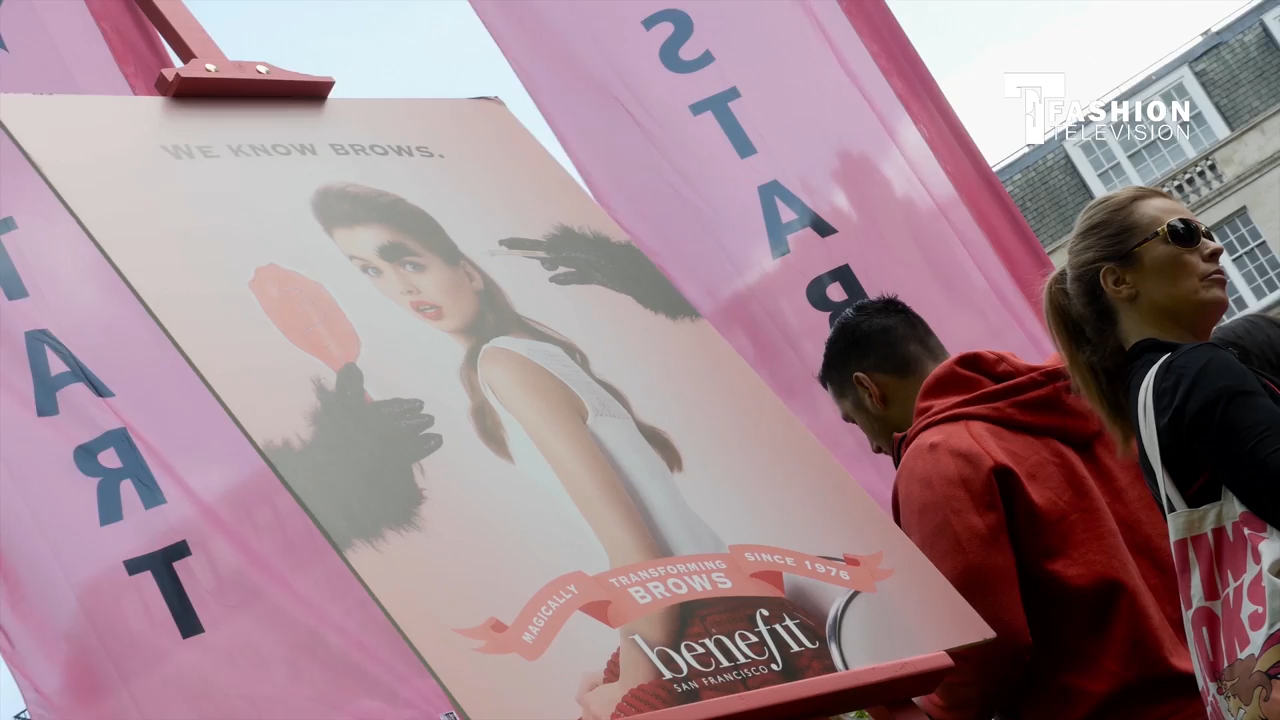 WE KNOW BROWS.
START
START
FASHION
TELEVISION
MAGICALLY
TRANSFORMING
BROWS
SINCE 1976
benefit
SAN FRANCISCO